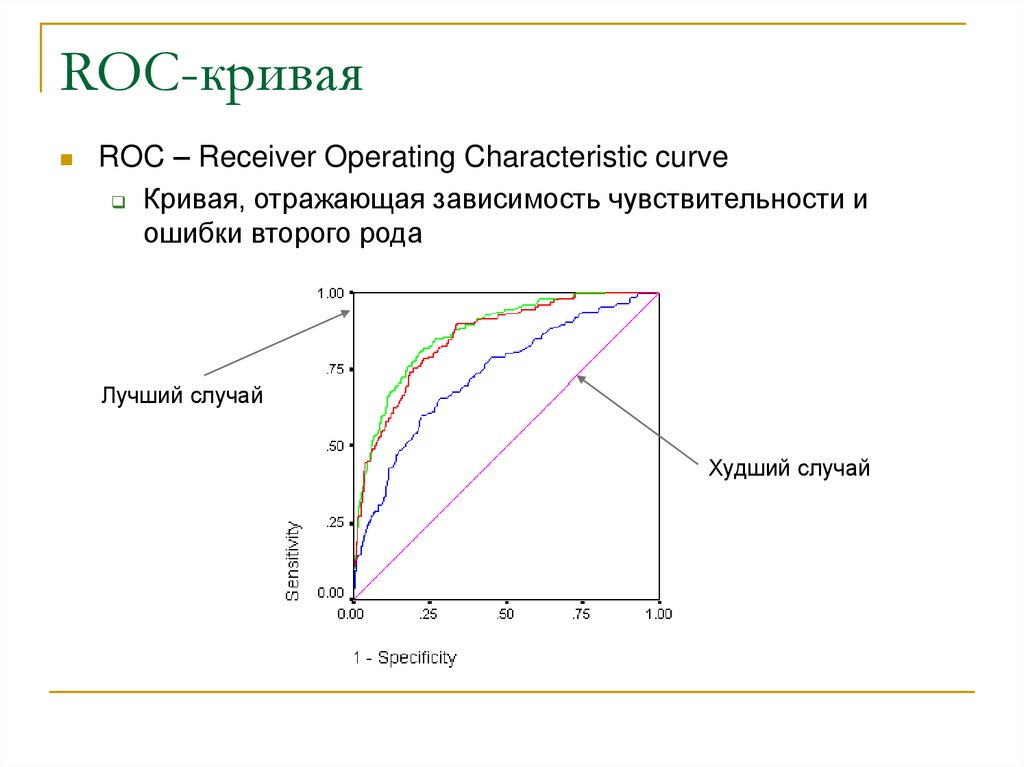 ROC-кривая
ROC – Receiver Operating Characteristic curve
Кривая, отражающая зависимость чувствительности и
ошибки второго рода
1.00
.75
.50
.25
0.00
Sensitivity
0.00 .25 .50 .75 1.00
1 - Specificity
Лучший случай
Худший случай